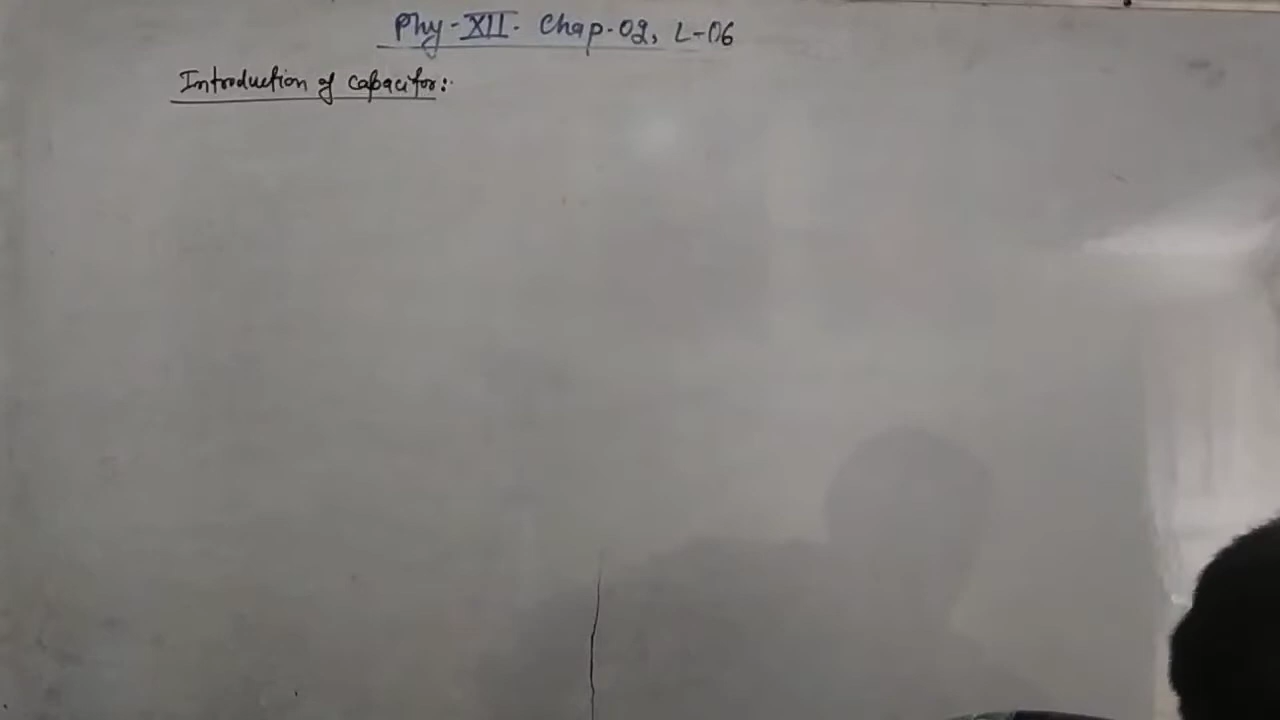 Phy-XII. Chap-02, L-06
Introduction of capacitor: